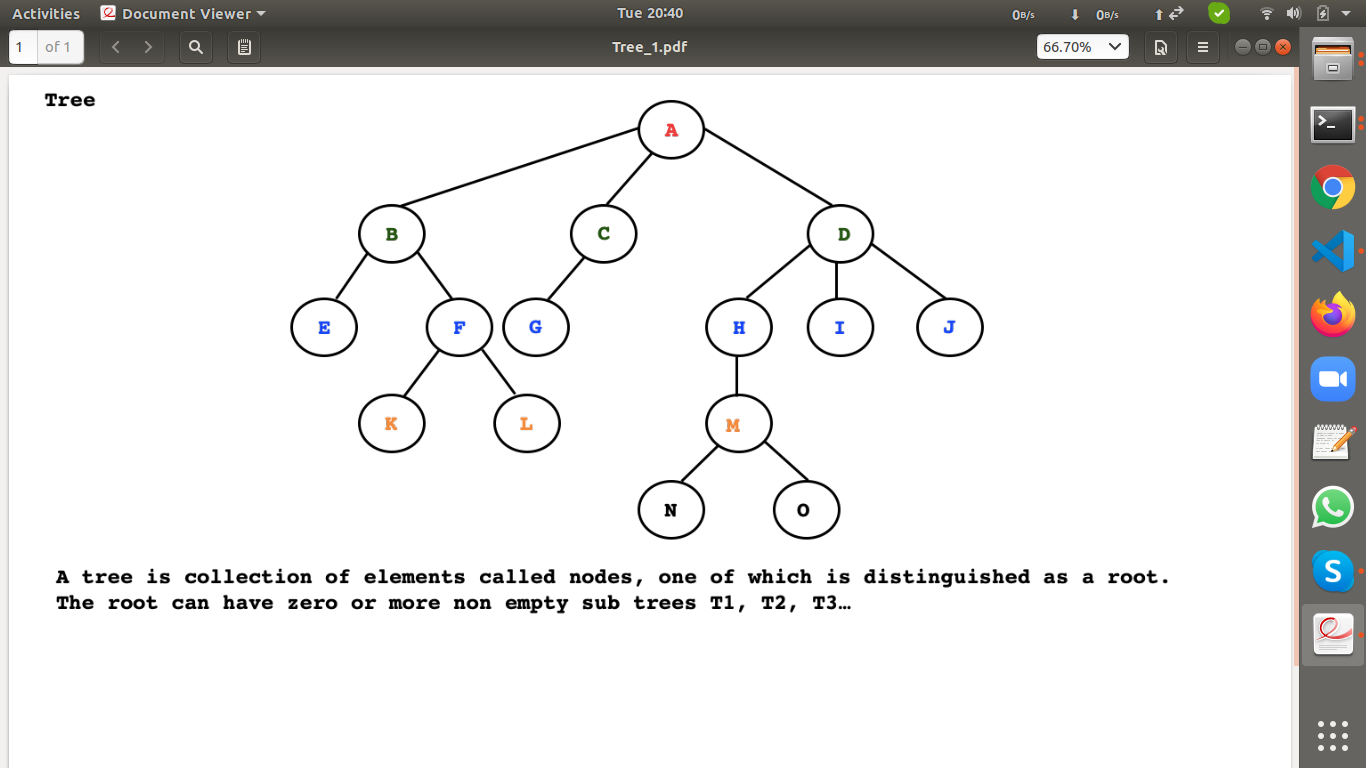 Activities Document Viewer Tue 20:40 0B/s 0B/s
1 of 1 Tree_1.pdf 66.70%
Tree
A
B C D
E F G H I J
K L M
N O
A tree is collection of elements called nodes, one of which is distinguished as a root.
The root can have zero or more non empty sub trees T1, T2, T3…